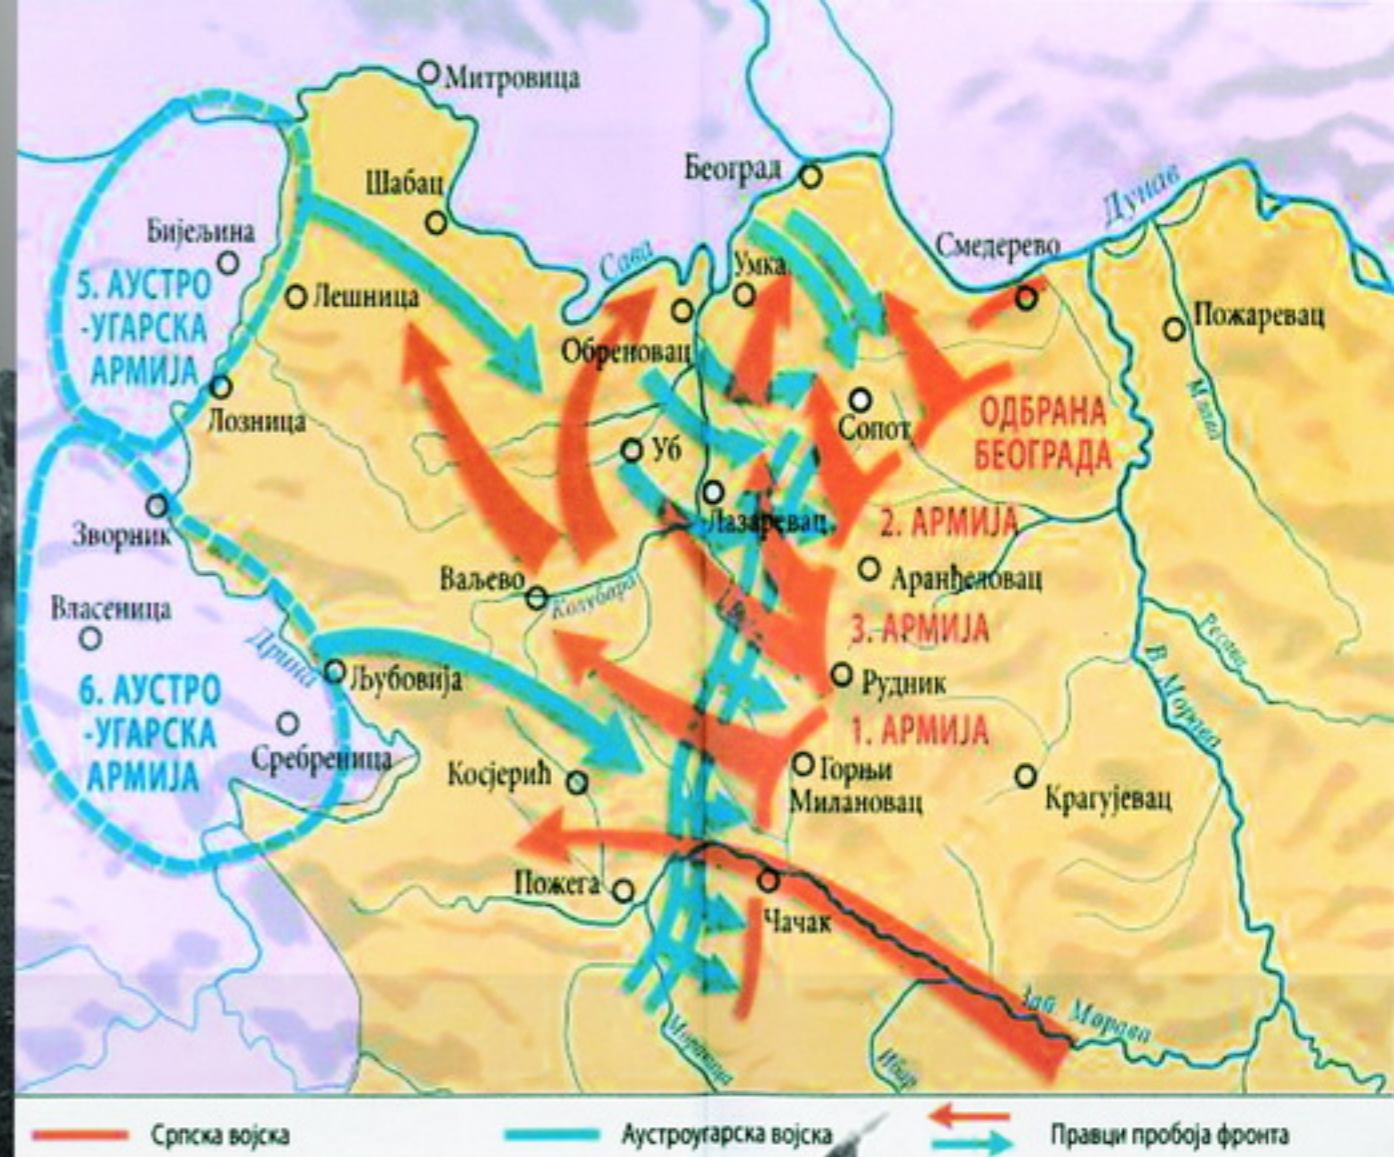 Митровица
Шабац
Београд
Дунав
Бијељина
Сава
Умка
Смедерево
5. АУСТРО
-УГАРСКА
АРМИЈА
Лешница
Пожаревац
Обреновац
Млава
Лозница
Уб
Сопот
ОДБРАНА
БЕОГРАДА
Зворник
Лазаревац
2. АРМИЈА
Ваљево
Колубара
Аранђеловац
Власеница
Дрина
3. АРМИЈА
Ресава
6. АУСТРО
-УГАРСКА
АРМИЈА
Љубовија
Рудник
В. Морава
1. АРМИЈА
Сребреница
Косјерић
Горњи
Милановац
Крагујевац
Пожега
Чачак
Зап. Морава
Моравица
Ибар
Српска војска
Аустроугарска војска
Правци пробоја фронта